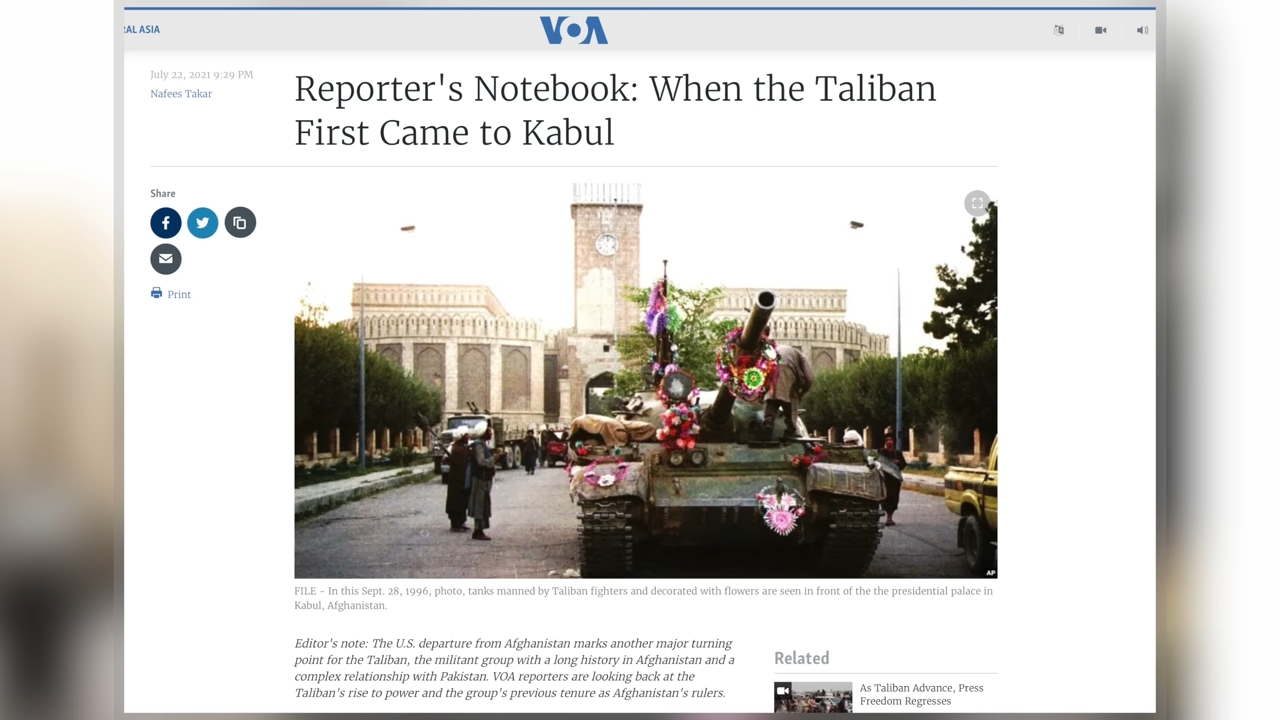 RAL ASIA
VOA
July 22, 2021 9:29 PM
Nafees Takar
Reporter's Notebook: When the Taliban
First Came to Kabul
Share
Print
AP
FILE - In this Sept. 28, 1996, photo, tanks manned by Taliban fighters and decorated with flowers are seen in front of the the presidential palace in
Kabul, Afghanistan.
Editor's note: The U.S. departure from Afghanistan marks another major turning
point for the Taliban, the militant group with a long history in Afghanistan and a
complex relationship with Pakistan. VOA reporters are looking back at the
Taliban's rise to power and the group's previous tenure as Afghanistan's rulers.
Related
As Taliban Advance, Press
Freedom Regresses